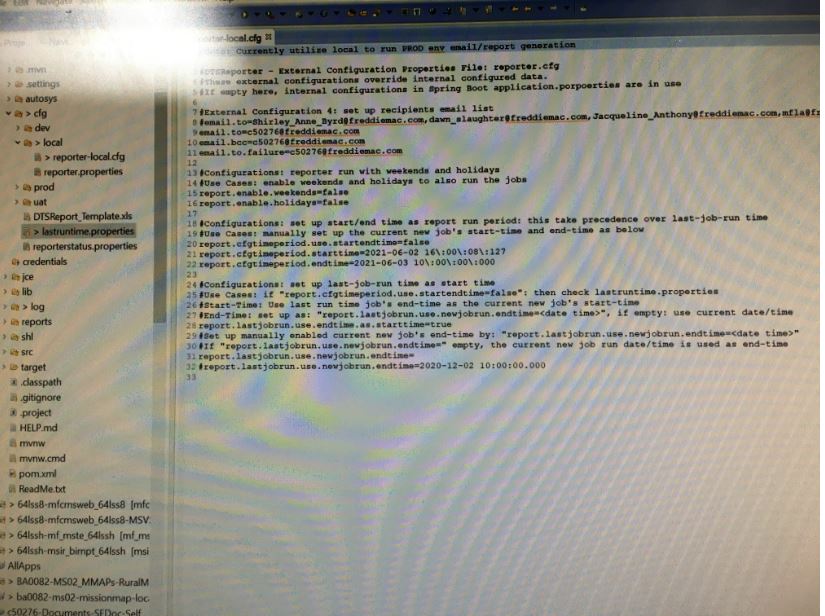 Edit Navigate
reporter-local.cfg
.mvn
.settings
autosys
> cfg
dev
> local
> reporter-local.cfg
reporter.properties
prod
uat
DTSReport_Template.xls
> lastruntime.properties
reporterstatus.properties
credentials
jce
lib
> log
reports
shl
src
target
.classpath
.gitignore
.project
HELP.md
mvnw
mvnw.cmd
pom.xml
ReadMe.txt
> 64lss8-mfcmsweb_64lss8 [mfc
> 64lss8-mfcmsweb_64lss8-MSV
> 64lssh-mf_mste_64lssh [mf_ms
> 64lssh-msir_bimpt_64lssh [msi
AllApps
> BA0082-MS02_MMAPs-RuralM
> ba0082-ms02-missionmap-loc
c50276-Documents-SFDoc-Self
Currently utilize local to run PROD env email/report generation
#DTSReporter - External Configuration Properties File: reporter.cfg
#These external configurations override internal configured data.
#If empty here, internal configurations in Spring Boot application.porpoerties are in use
6
7 #External Configuration 4: set up recipients email list
8 #email.to=Shirley_Anne_Byrd@freddiemac.com,dawn_slaughter@freddiemac.com,Jacqueline_Anthony@freddiemac.com,mfla@fr
9 email.to=c50276@freddiemac.com
10 email.bcc=c50276@freddiemac.com
11 email.to.failure=c50276@freddiemac.com
12
13 #Configurations: reporter run with weekends and holidays
14 #Use Cases: enable weekends and holidays to also run the jobs
15 report.enable.weekends=false
16 report.enable.holidays=false
17
18 #Configurations: set up start/end time as report run period: this take precedence over last-job-run time
19 #Use Cases: manually set up the current new job's start-time and end-time as below
20 report.cfgtimeperiod.use.startendtime=false
21 report.cfgtimeperiod.starttime=2021-06-02 16\:00\:08\:127
22 report.cfgtimeperiod.endtime=2021-06-03 10\:00\:00\:000
23
24 #Configurations: set up last-job-run time as start time
25 #Use Cases: if "report.cfgtimeperiod.use.startendtime=false": then check lastruntime.properties
26 #Start-Time: Use last run time job's end-time as the current new job's start-time
27 #End-Time: set up as: "report.lastjobrun.use.newjobrun.endtime=<date time>", if empty: use current date/time
28 report.lastjobrun.use.endtime.as.starttime=true
29 #Set up manually enabled current new job's end-time by: "report.lastjobrun.use.newjobrun.endtime=<date time>"
30 #If "report.lastjobrun.use.newjobrun.endtime=" empty, the current new job run date/time is used as end-time
31 report.lastjobrun.use.newjobrun.endtime=
32 #report.lastjobrun.use.newjobrun.endtime=2020-12-02 10:00:00.000
33